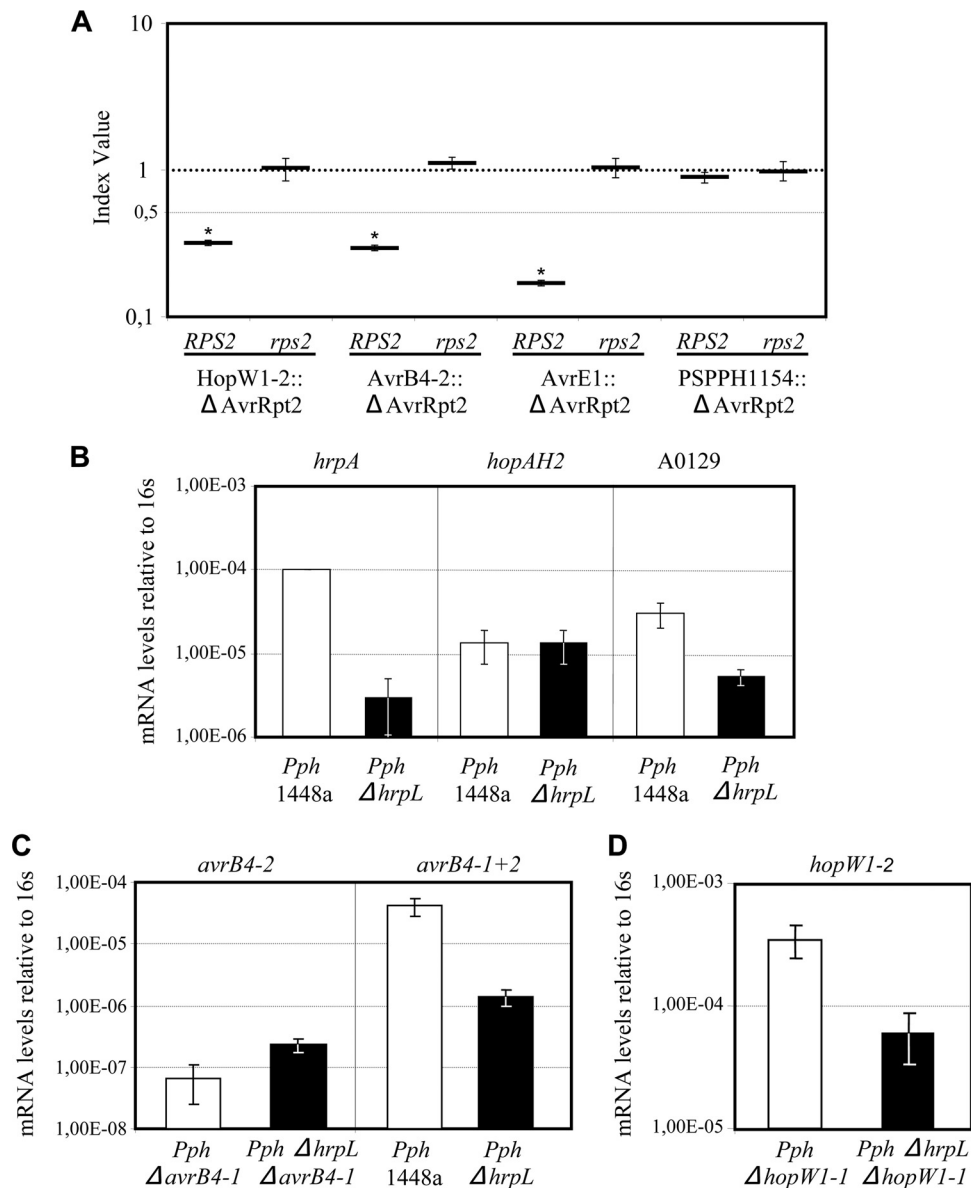 A
10
1
0,5
0,1
Index Value
*
*
*
RPS2 rps2 RPS2 rps2 RPS2 rps2 RPS2 rps2
HopW1-2:: AvrB4-2:: AvrE1:: PSPPH1154::
Δ AvrRpt2 Δ AvrRpt2 Δ AvrRpt2 Δ AvrRpt2
B
hrpA hopAH2 A0129
mRNA levels relative to 16s
1,00E-03
1,00E-04
1,00E-05
1,00E-06
Pph Pph Pph Pph Pph Pph
1448a ΔhrpL 1448a ΔhrpL 1448a ΔhrpL
C
avrB4-2 avrB4-1+2
mRNA levels relative to 16s
1,00E-04
1,00E-05
1,00E-06
1,00E-07
1,00E-08
Pph Pph ΔhrpL Pph Pph
ΔavrB4-1 ΔavrB4-1 1448a ΔhrpL
D
hopW1-2
mRNA levels relative to 16s
1,00E-03
1,00E-04
1,00E-05
Pph Pph ΔhrpL
ΔhopW1-1 ΔhopW1-1